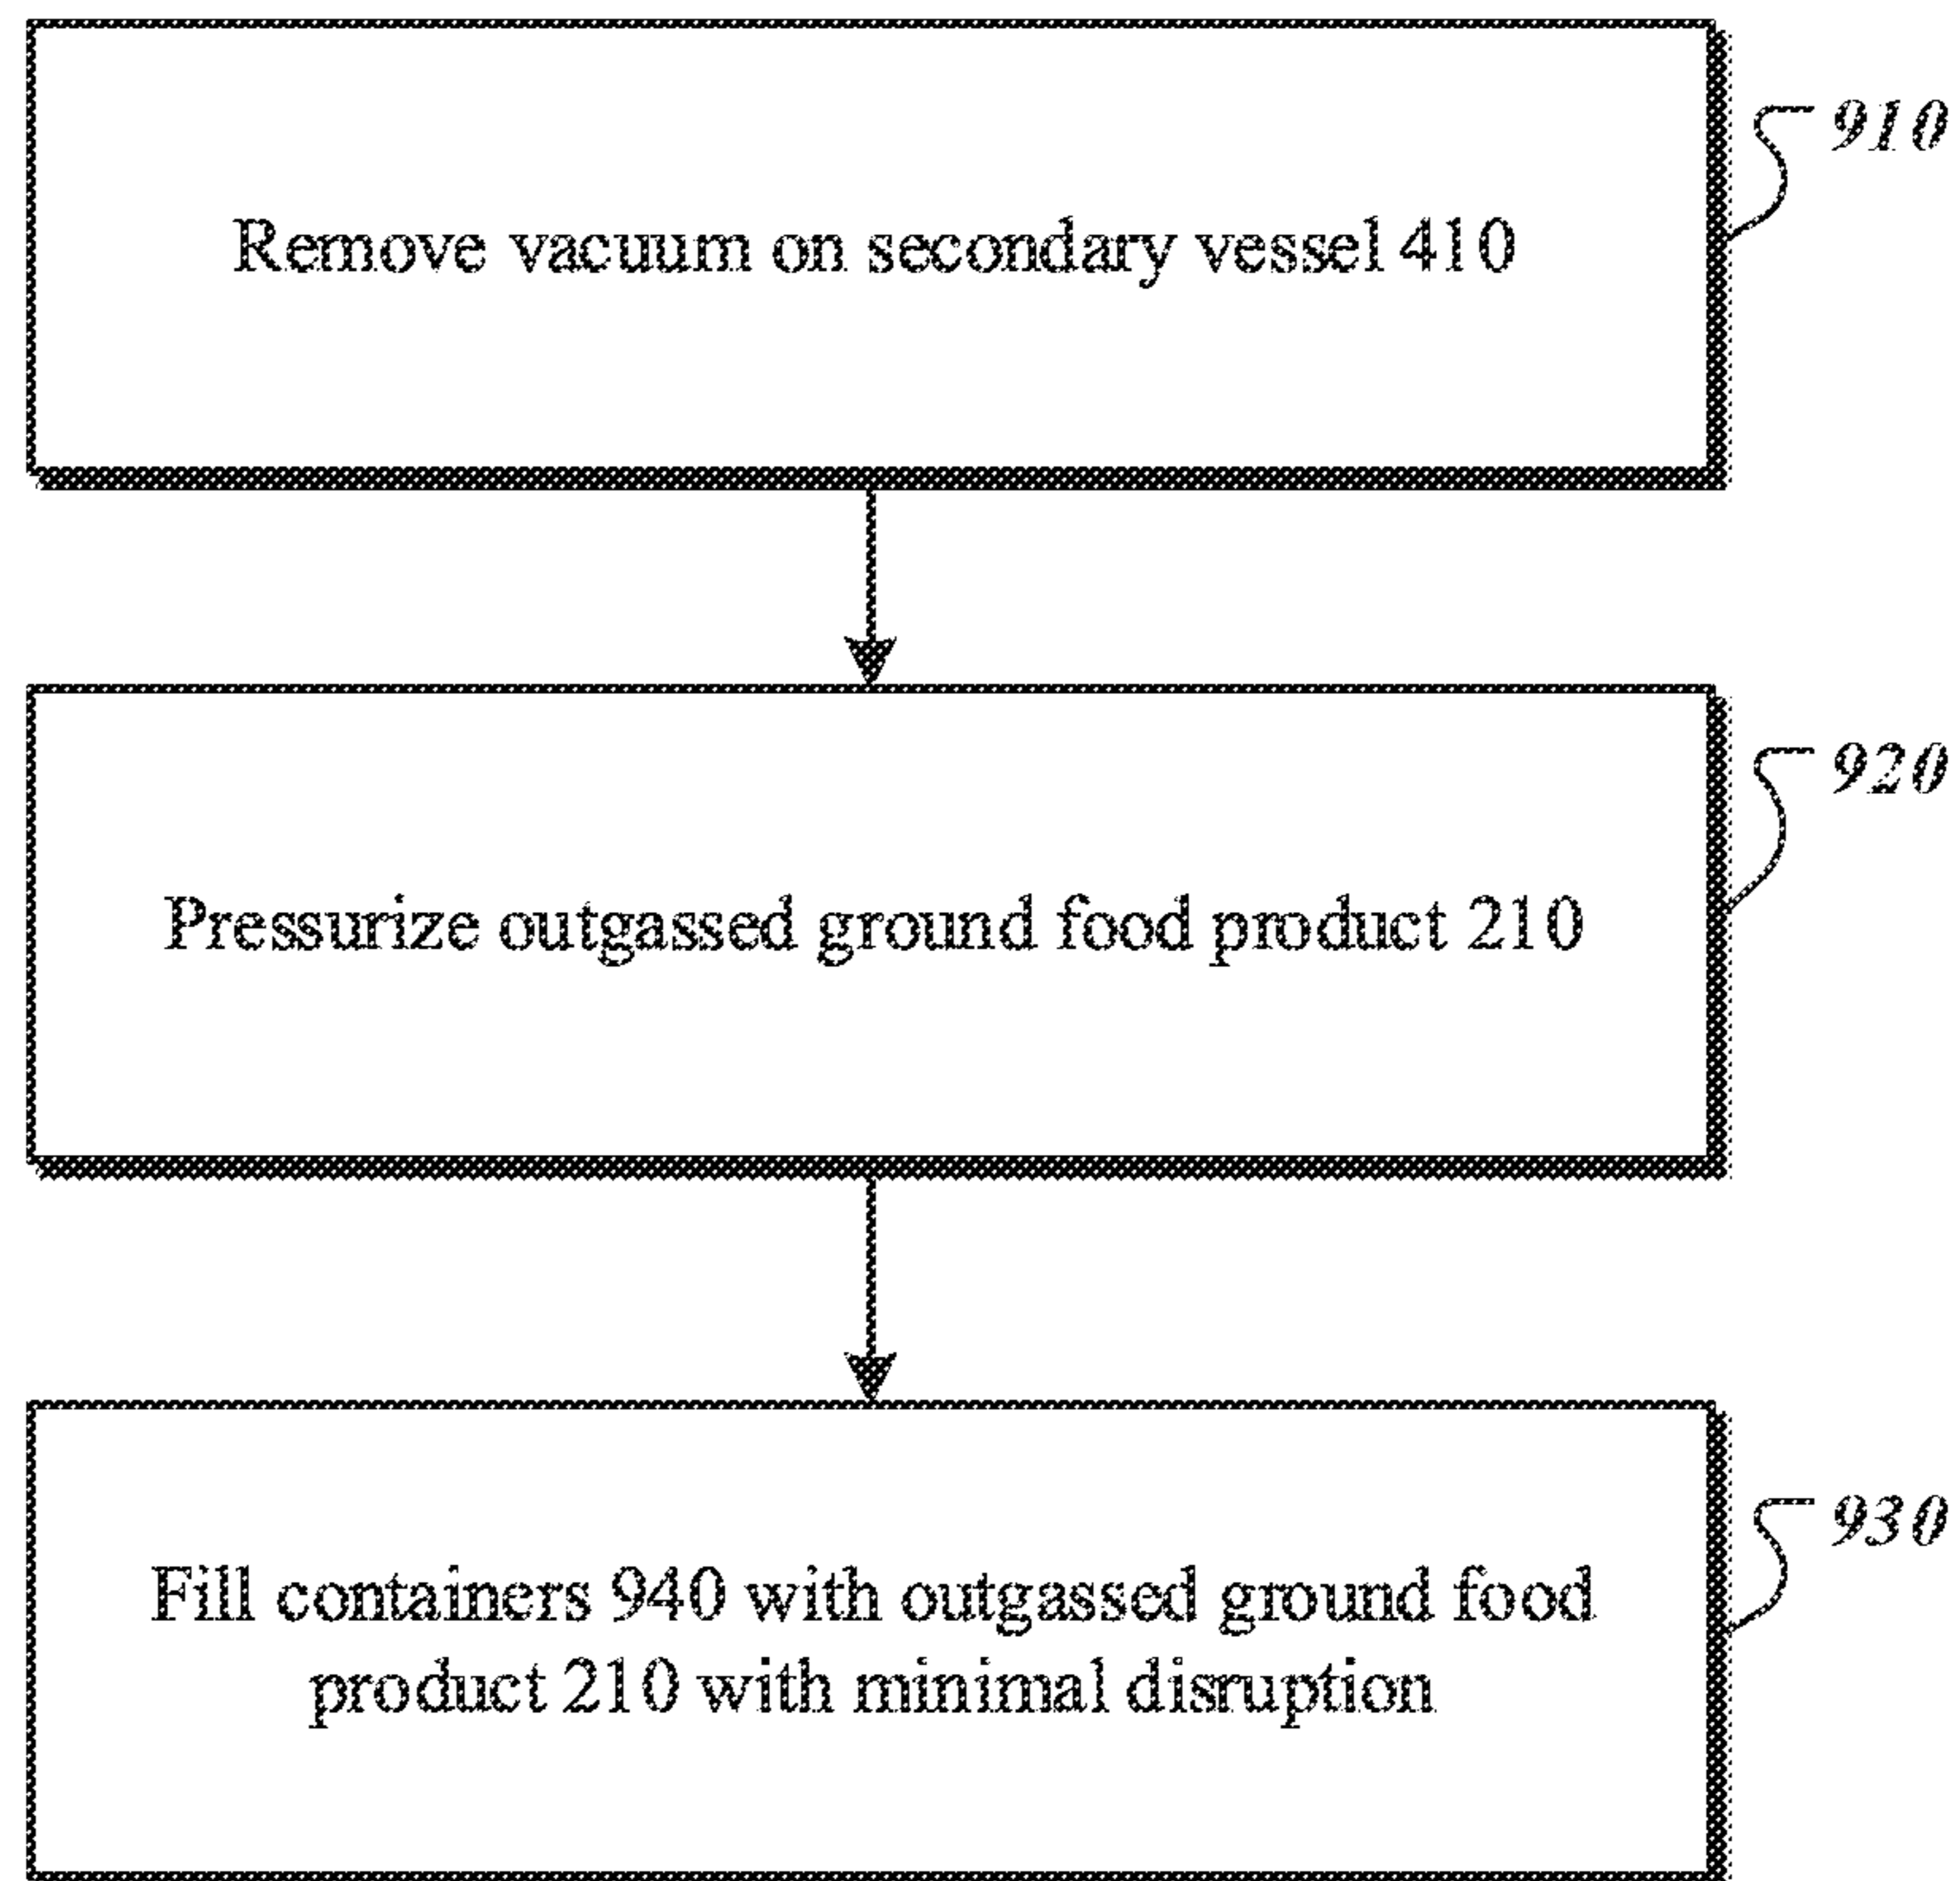 Remove vacuum on secondary vessel 410
910
Pressurize outgassed ground food product 210
920
Fill containers 940 with outgassed ground food
product 210 with minimal disruption
930